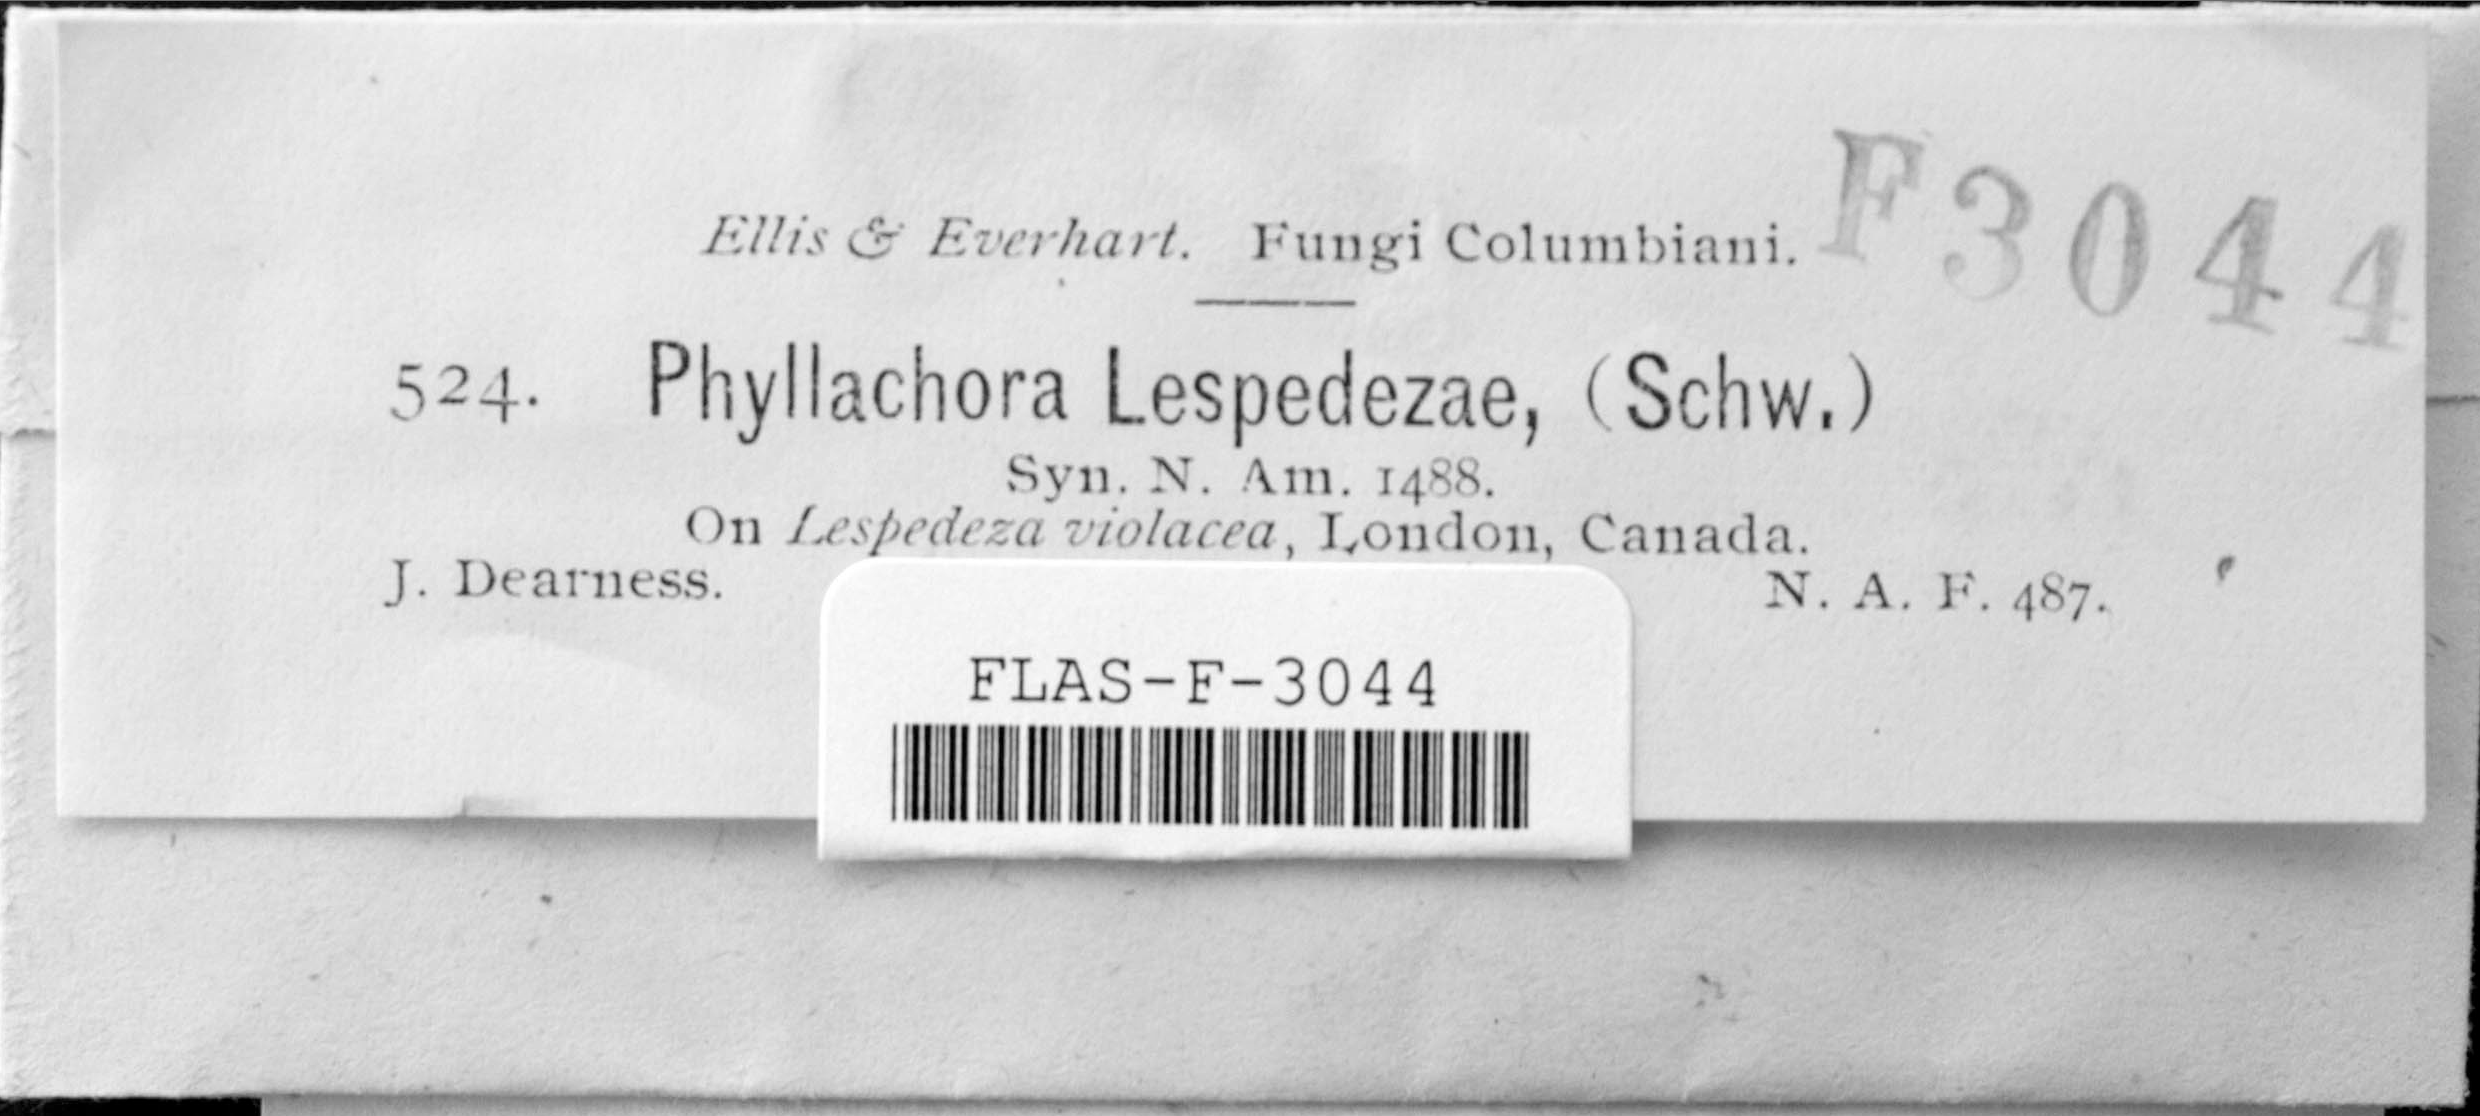 Ellis & Everhart. Fungi Columbiani.
F3044
524. Phyllachora Lespedezae, (Schw.)
Syn. N. Am. 1488.
On Lespedeza violacea, London, Canada.
J. Dearness. N. A. F. 487.
FLAS-F-3044